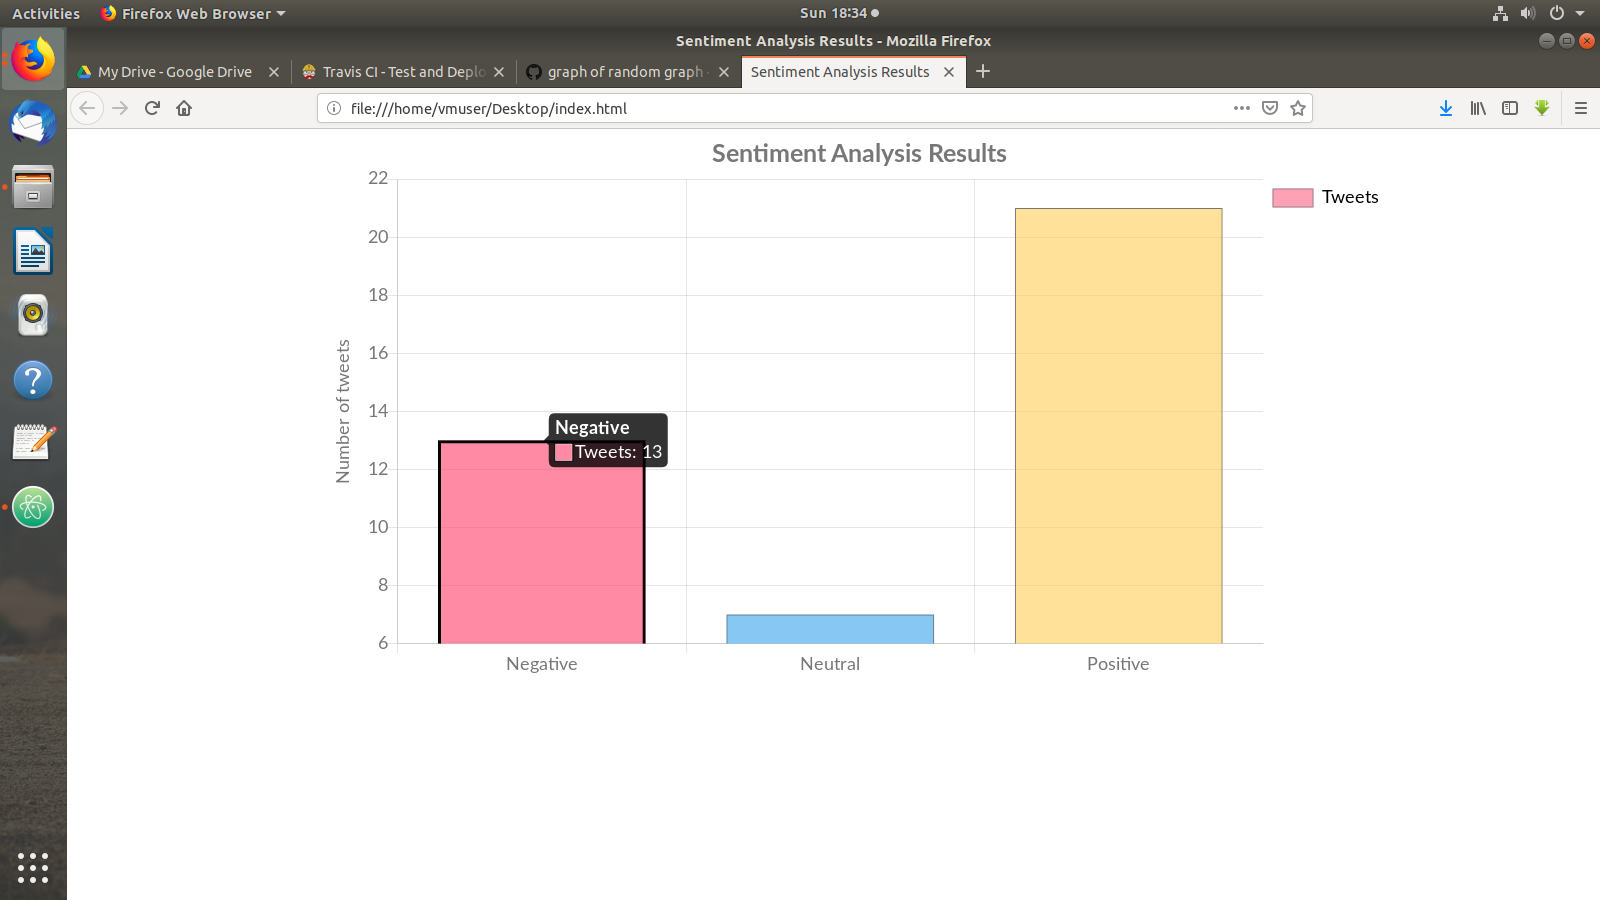 Activities
Firefox Web Browser
Sun 18:34
Sentiment Analysis Results - Mozilla Firefox
My Drive - Google Drive
Travis CI - Test and Deplo
graph of random graph
Sentiment Analysis Results
file:///home/vmuser/Desktop/index.html
Sentiment Analysis Results
Tweets
Number of tweets
22
20
18
16
14
12
10
8
6
Negative
Tweets: 13
Negative
Neutral
Positive